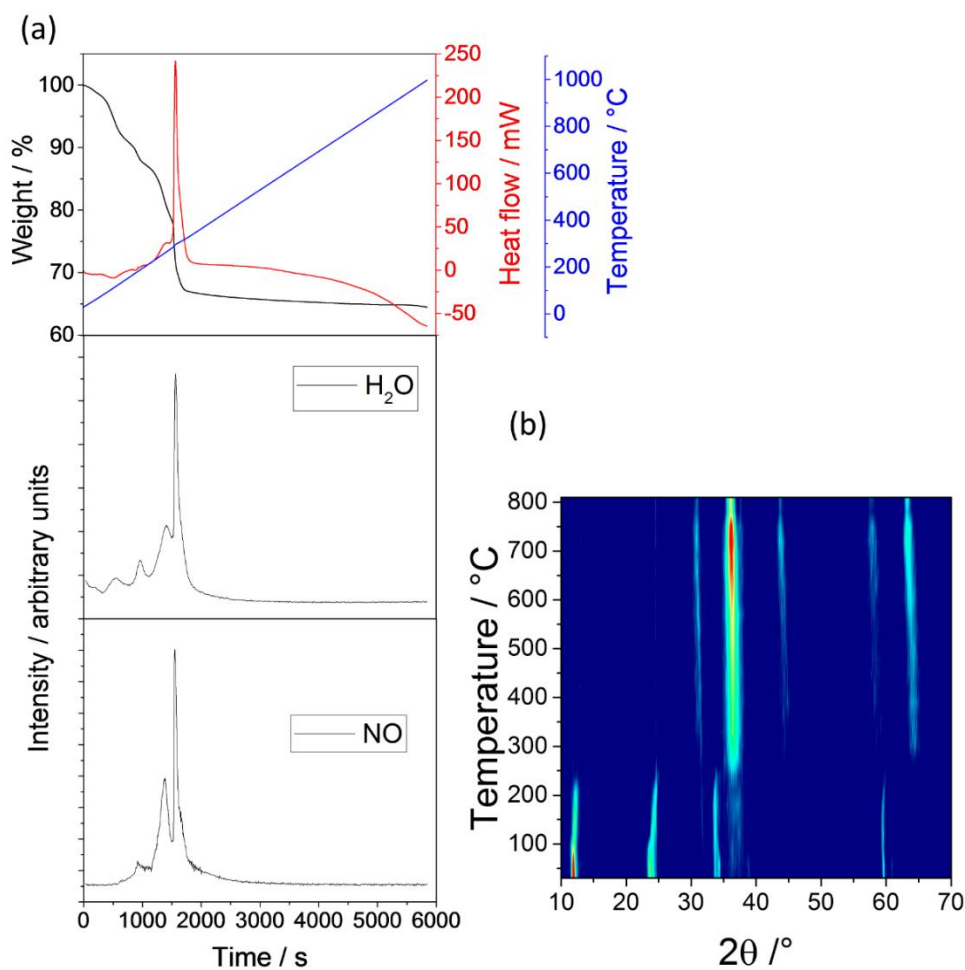 (a)
100
90
80
70
60
Weight / %
250
200
150
100
50
0
-50
Heat flow / mW
1000
800
600
400
200
0
Temperature / °C
H₂O
NO
Intensity / arbitrary units
0 1000 2000 3000 4000 5000 6000
Time / s
(b)
800
700
600
500
400
300
200
100
Temperature / °C
10 20 30 40 50 60 70
2θ /°